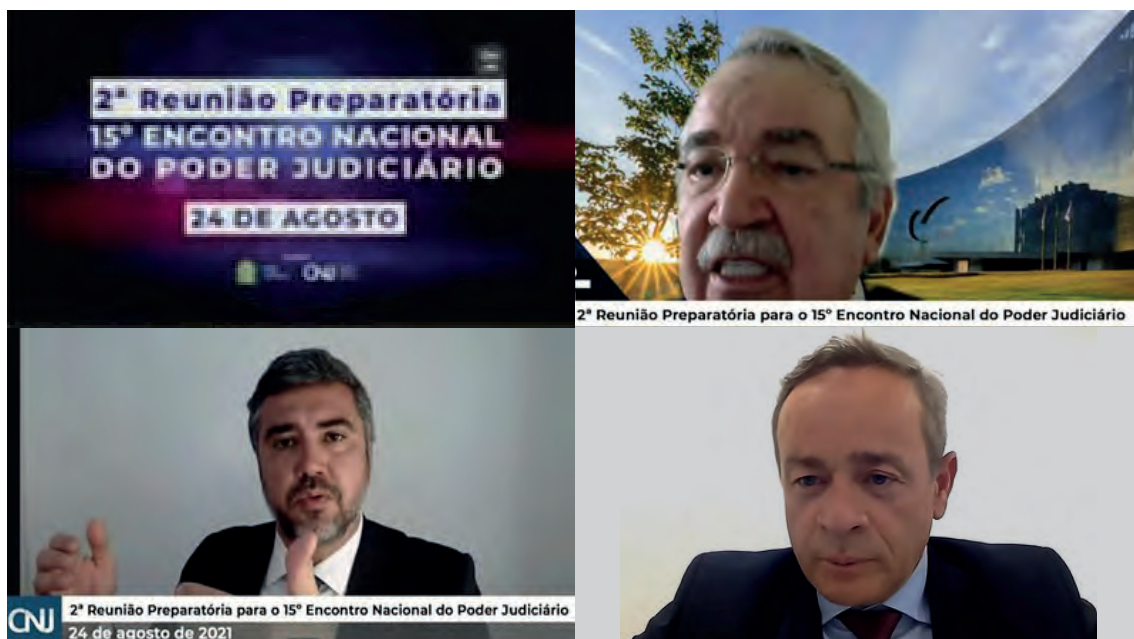 2ª Reunião Preparatória
15º ENCONTRO NACIONAL
DO PODER JUDICIÁRIO
24 DE AGOSTO
CNJ
2ª Reunião Preparatória para o 15º Encontro Nacional do Poder Judiciário
CNJ
2ª Reunião Preparatória para o 15º Encontro Nacional do Poder Judiciário
24 de agosto de 2021